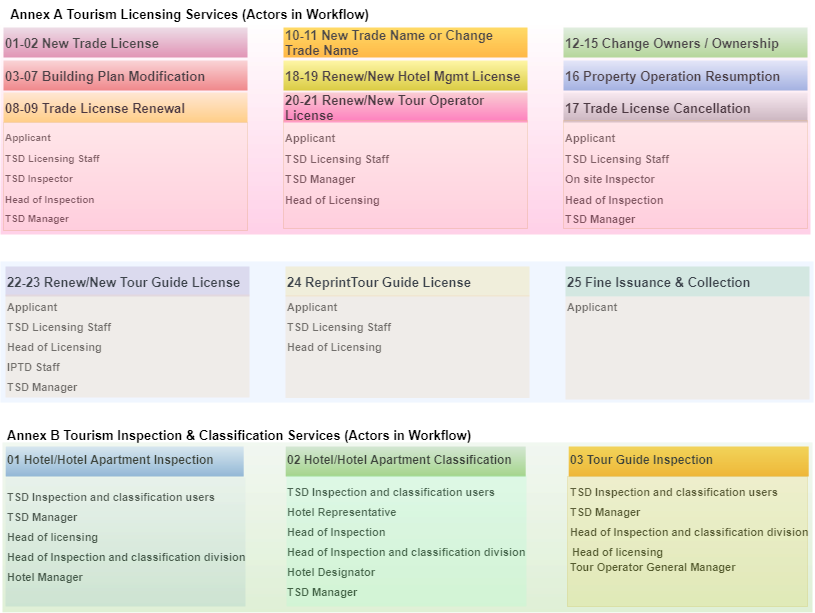 Annex A Tourism Licensing Services (Actors in Workflow)
01-02 New Trade License
03-07 Building Plan Modification
08-09 Trade License Renewal
Applicant
TSD Licensing Staff
TSD Inspector
Head of Inspection
TSD Manager
10-11 New Trade Name or Change
Trade Name
18-19 Renew/New Hotel Mgmt License
20-21 Renew/New Tour Operator
License
Applicant
TSD Licensing Staff
TSD Manager
Head of Licensing
12-15 Change Owners / Ownership
16 Property Operation Resumption
17 Trade License Cancellation
Applicant
TSD Licensing Staff
On site Inspector
Head of Inspection
TSD Manager
22-23 Renew/New Tour Guide License
Applicant
TSD Licensing Staff
Head of Licensing
IPTD Staff
TSD Manager
24 ReprintTour Guide License
Applicant
TSD Licensing Staff
Head of Licensing
25 Fine Issuance & Collection
Applicant
Annex B Tourism Inspection & Classification Services (Actors in Workflow)
01 Hotel/Hotel Apartment Inspection
TSD Inspection and classification users
TSD Manager
Head of licensing
Head of Inspection and classification division
Hotel Manager
02 Hotel/Hotel Apartment Classification
TSD Inspection and classification users
Hotel Representative
Head of Inspection
Head of Inspection and classification division
Hotel Designator
TSD Manager
03 Tour Guide Inspection
TSD Inspection and classification users
TSD Manager
Head of Inspection and classification division
Head of licensing
Tour Operator General Manager